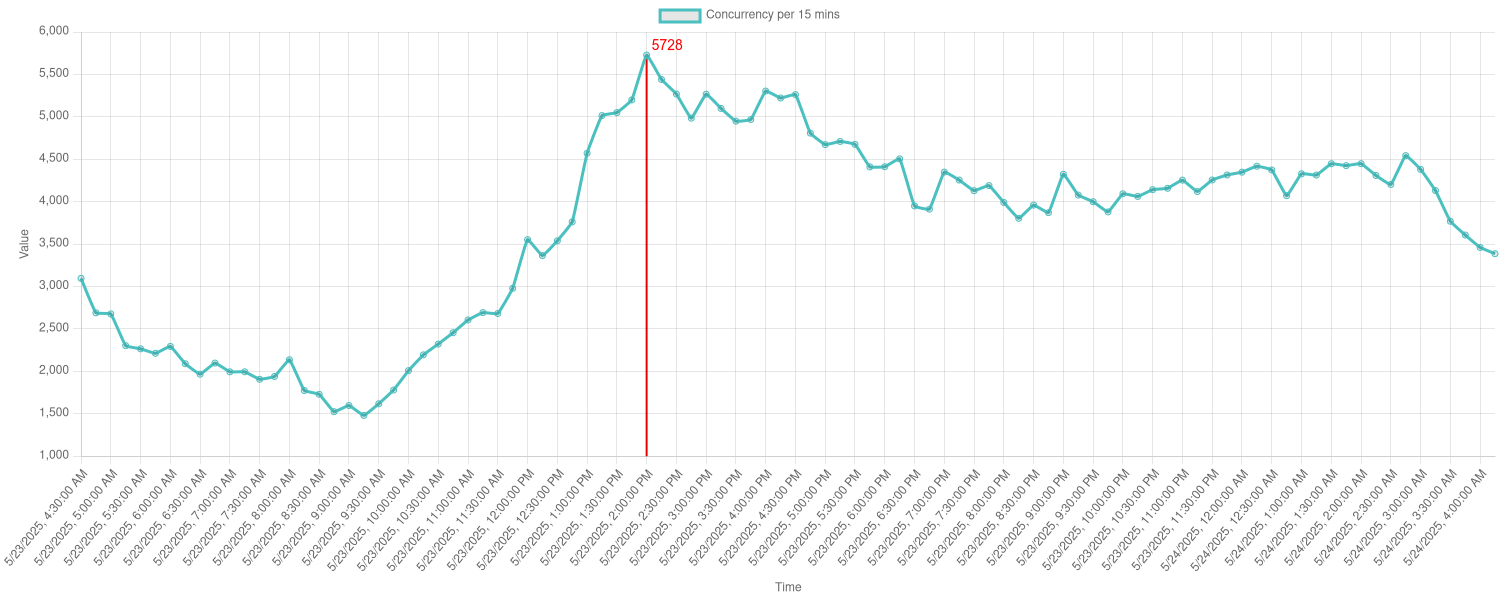 Concurrency per 15 mins
6,000
5728
5,500
5,000
4,500
4,000
3,500
3,000
2,500
2,000
1,500
1,000
Value
5/23/2025, 4:30:00 AM
5/23/2025, 5:00:00 AM
5/23/2025, 5:30:00 AM
5/23/2025, 6:00:00 AM
5/23/2025, 6:30:00 AM
5/23/2025, 7:00:00 AM
5/23/2025, 7:30:00 AM
5/23/2025, 8:00:00 AM
5/23/2025, 8:30:00 AM
5/23/2025, 9:00:00 AM
5/23/2025, 9:30:00 AM
5/23/2025, 10:00:00 AM
5/23/2025, 10:30:00 AM
5/23/2025, 11:00:00 AM
5/23/2025, 11:30:00 AM
5/23/2025, 12:00:00 PM
5/23/2025, 12:30:00 PM
5/23/2025, 1:00:00 PM
5/23/2025, 1:30:00 PM
5/23/2025, 2:00:00 PM
5/23/2025, 2:30:00 PM
5/23/2025, 3:00:00 PM
5/23/2025, 3:30:00 PM
5/23/2025, 4:00:00 PM
5/23/2025, 4:30:00 PM
5/23/2025, 5:00:00 PM
5/23/2025, 5:30:00 PM
5/23/2025, 6:00:00 PM
5/23/2025, 6:30:00 PM
5/23/2025, 7:00:00 PM
5/23/2025, 7:30:00 PM
5/23/2025, 8:00:00 PM
5/23/2025, 8:30:00 PM
5/23/2025, 9:00:00 PM
5/23/2025, 9:30:00 PM
5/23/2025, 10:00:00 PM
5/23/2025, 10:30:00 PM
5/23/2025, 11:00:00 PM
5/23/2025, 11:30:00 PM
5/24/2025, 12:00:00 AM
5/24/2025, 12:30:00 AM
5/24/2025, 1:00:00 AM
5/24/2025, 1:30:00 AM
5/24/2025, 2:00:00 AM
5/24/2025, 2:30:00 AM
5/24/2025, 3:00:00 AM
5/24/2025, 3:30:00 AM
5/24/2025, 4:00:00 AM
Time